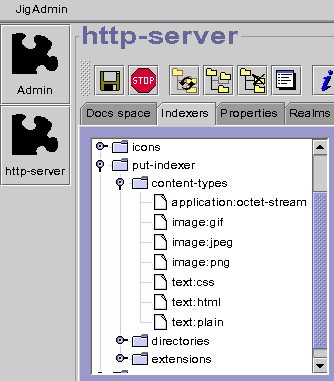 JigAdmin
http-server
Admin
http-server
STOP
i
Docs space Indexers Properties Realms
icons
put-indexer
content-types
application:octet-stream
image:gif
image:jpeg
image:png
text:css
text:html
text:plain
directories
extensions